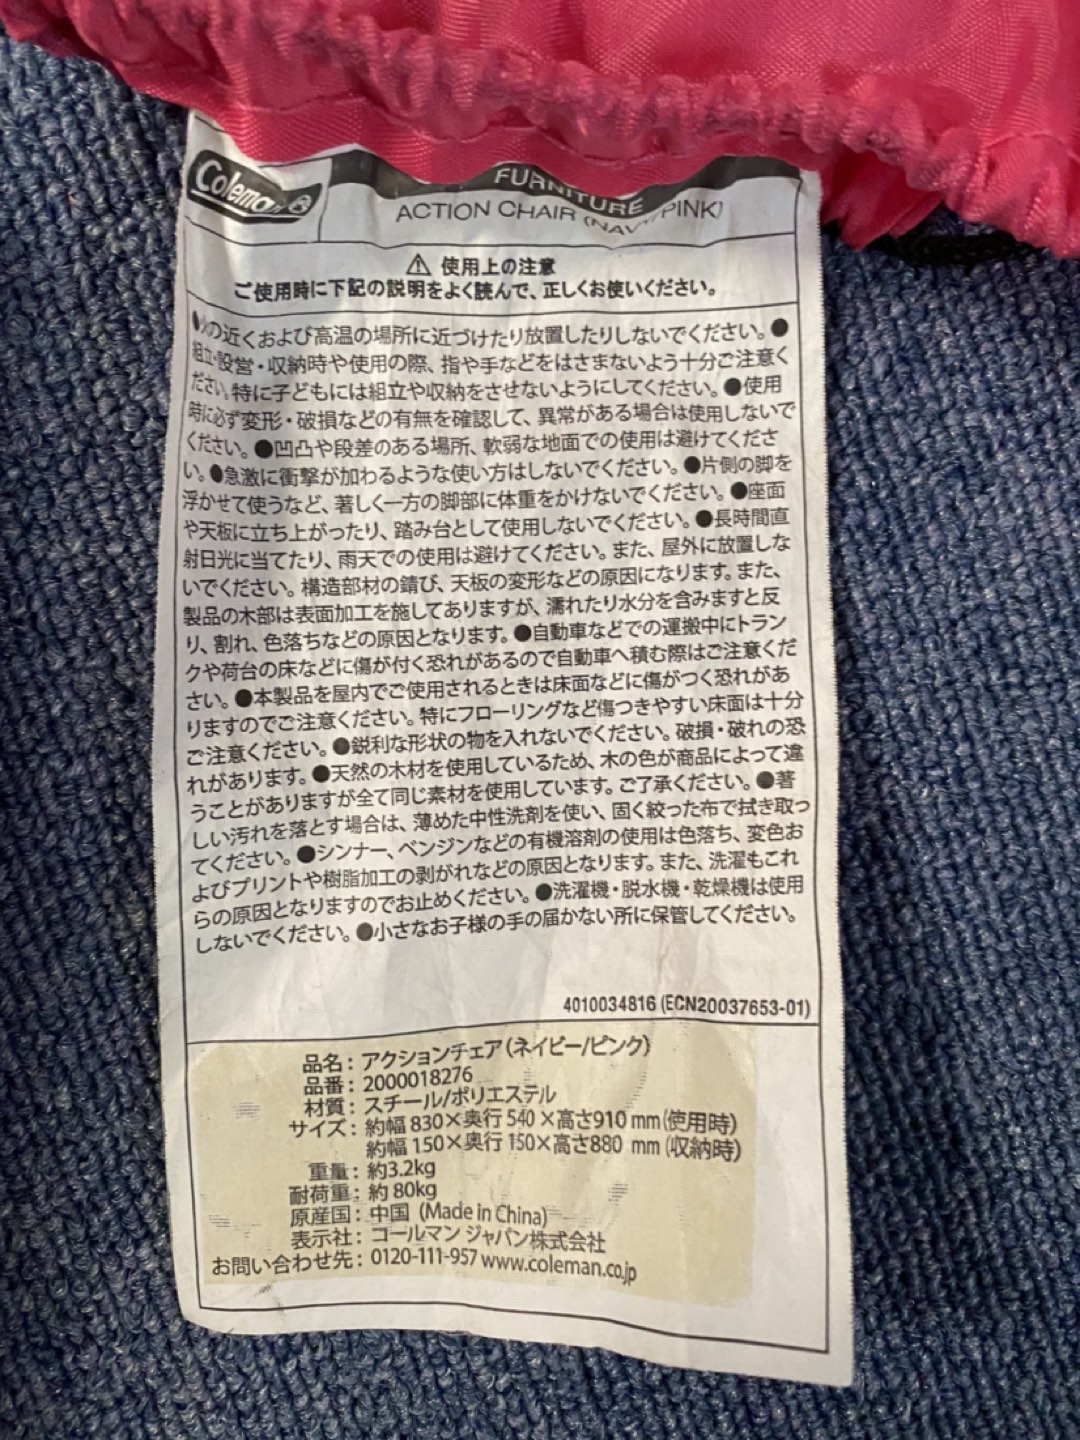 Coleman
FURNITURE
ACTION CHAIR (NAVY/PINK)
⚠ 使用上の注意
ご使用時に下記の説明をよく読んで、正しくお使いください。
●火の近くおよび高温の場所に近づけたり放置したりしないでください。●
組立・設営・収納時や使用の際、指や手などをはさまないよう十分ご注意く
ださい。特に子どもには組立や収納をさせないようにしてください。●使用
時に必ず変形・破損などの有無を確認して、異常がある場合は使用しないで
ください。●凹凸や段差のある場所、軟弱な地面での使用は避けてくださ
い。●急激に衝撃が加わるような使い方はしないでください。●片側の脚を
浮かせて使うなど、著しく一方の脚部に体重をかけないでください。●座面
や天板に立ち上がったり、踏み台として使用しないでください。●長時間直
射日光に当てたり、雨天での使用は避けてください。また、屋外に放置しな
いでください。構造部材の錆び、天板の変形などの原因になります。また、
製品の木部は表面加工を施してありますが、濡れたり水分を含みますと反
り、割れ、色落ちなどの原因となります。●自動車などでの運搬中にトラン
クや荷台の床などに傷が付く恐れがあるので自動車へ積む際はご注意くだ
さい。●本製品を屋内でご使用されるときは床面などに傷がつく恐れがあ
りますのでご注意ください。特にフローリングなど傷つきやすい床面は十分
ご注意ください。●鋭利な形状の物を入れないでください。破損・破れの恐
れがあります。●天然の木材を使用しているため、木の色が商品によって違
うことがありますが全て同じ素材を使用しています。ご了承ください。●著
しい汚れを落とす場合は、薄めた中性洗剤を使い、固く絞った布で拭き取っ
てください。●シンナー、ベンジンなどの有機溶剤の使用は色落ち、変色お
よびプリントや樹脂加工の剥がれなどの原因となります。また、洗濯もこれ
らの原因となりますのでお止めください。●洗濯機・脱水機・乾燥機は使用
しないでください。●小さなお子様の手の届かない所に保管してください。
4010034816 (ECN20037653-01)
品名：アクションチェア（ネイビー/ピンク）
品番：2000018276
材質：スチール/ポリエステル
サイズ：約幅 830×奥行 540×高さ910 mm（使用時）
約幅 150×奥行 150×高さ880 mm（収納時）
重量：約3.2kg
耐荷重：約 80kg
原産国：中国 (Made in China)
表示社：コールマン ジャパン株式会社
お問い合わせ先：0120-111-957 www.coleman.co.jp